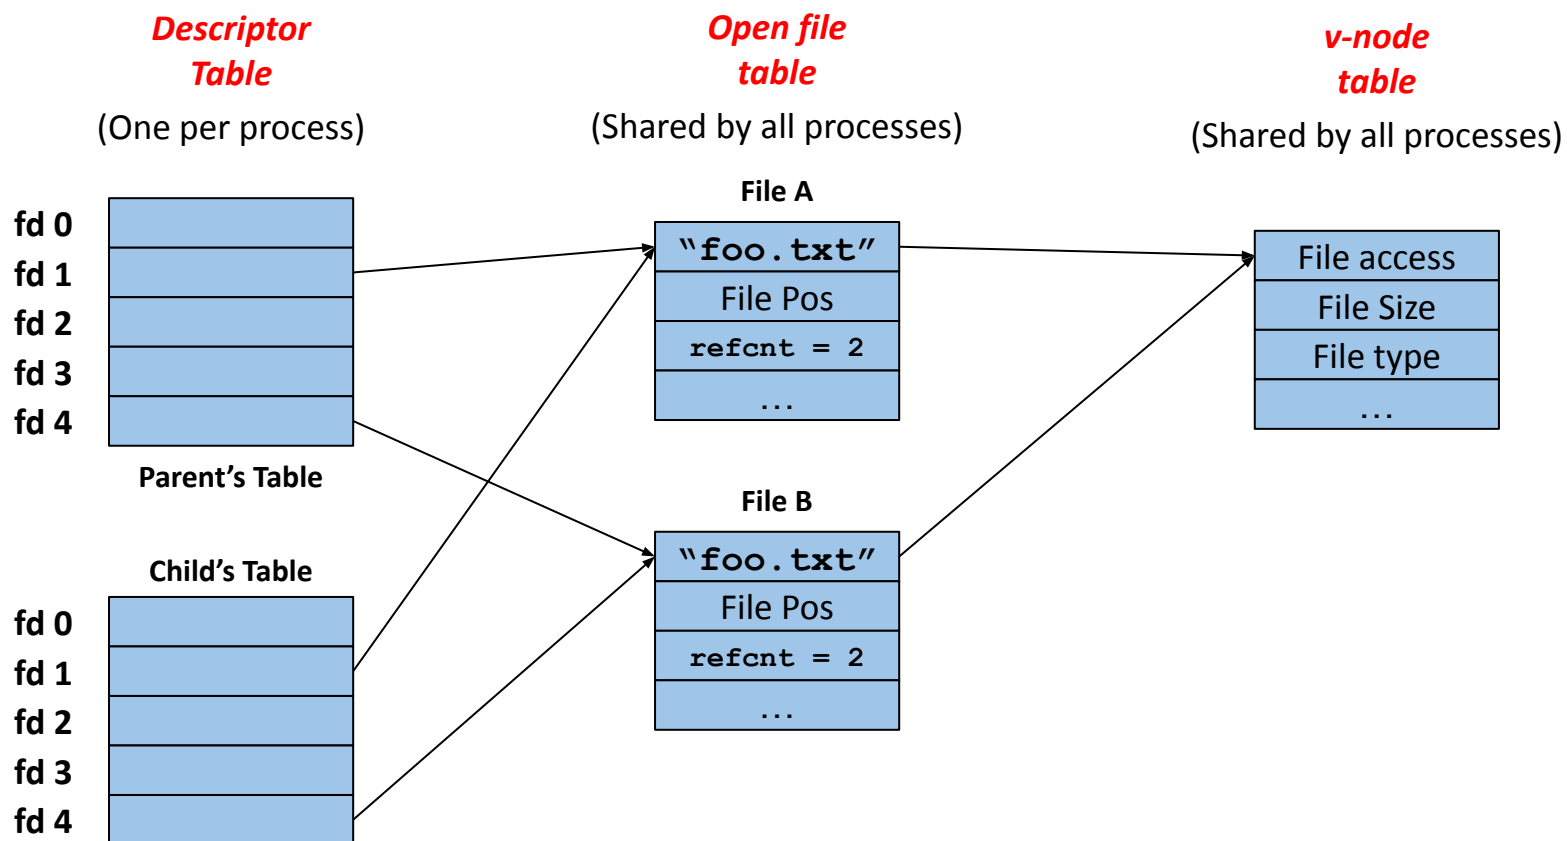 Descriptor
Table
(One per process)
Open file
table
(Shared by all processes)
v-node
table
(Shared by all processes)
fd 0
fd 1
fd 2
fd 3
fd 4
Parent’s Table
Child’s Table
fd 0
fd 1
fd 2
fd 3
fd 4
File A
“foo.txt”
File Pos
refcnt = 2
...
File B
“foo.txt”
File Pos
refcnt = 2
...
File access
File Size
File type
...